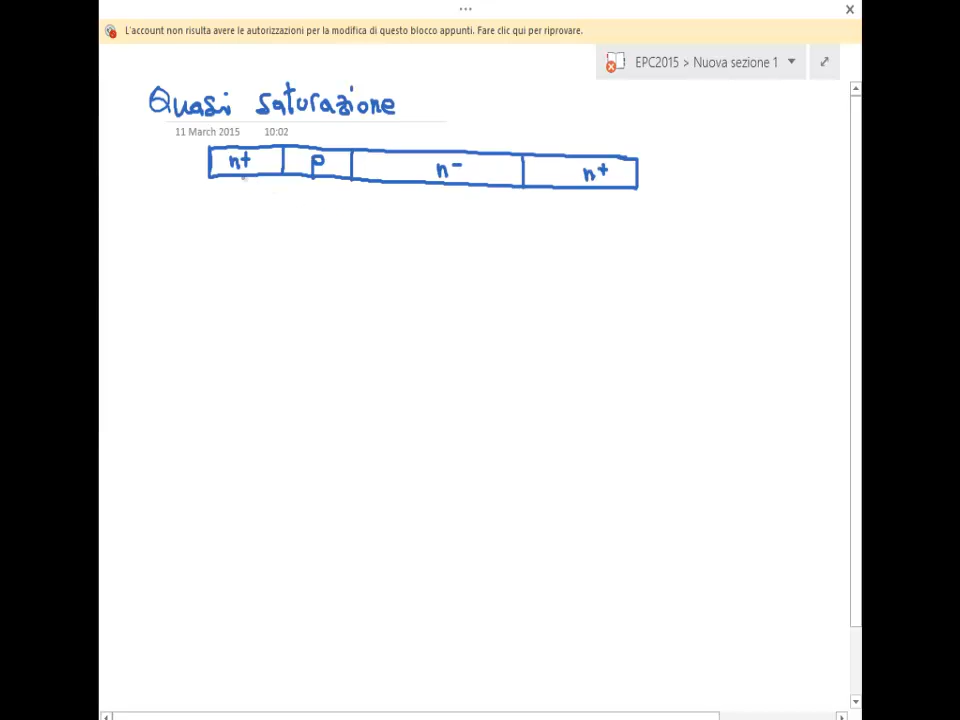 L'account non risulta avere le autorizzazioni per la modifica di questo blocco appunti. Fare clic qui per riprovare.
EPC2015 > Nuova sezione 1
Quasi saturazione
11 March 2015 10:02
n+ p n- n+